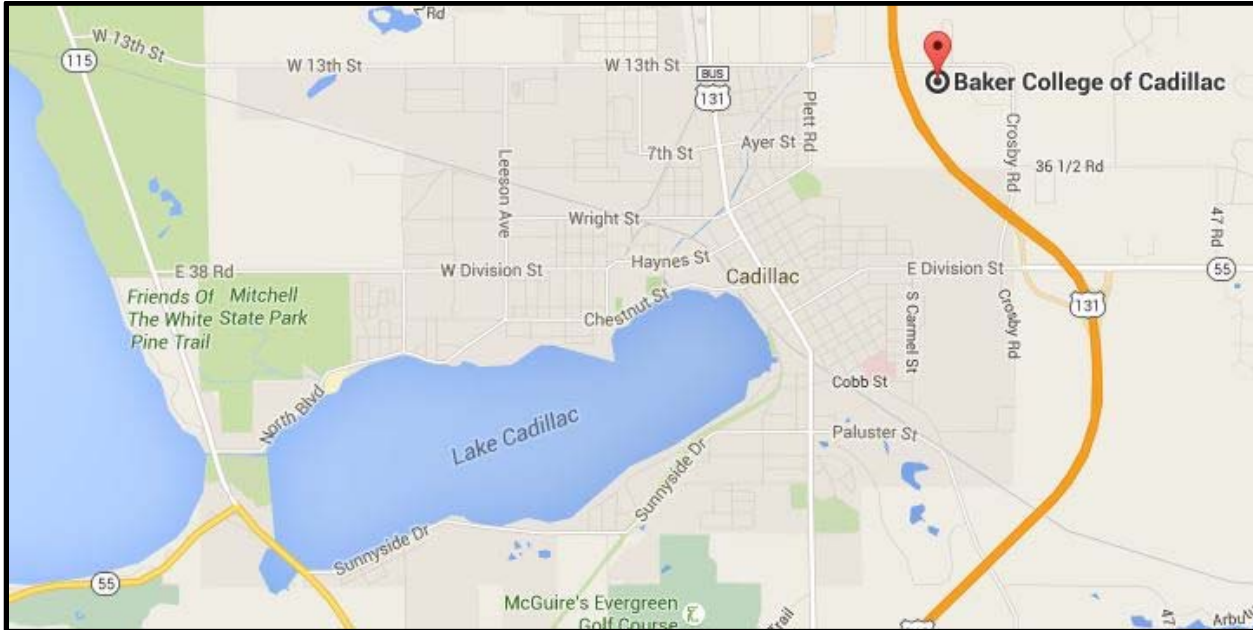 Rd
W 13th St
115
W 13th St
W 13th St
BUS
131
Baker College of Cadillac
Plett Rd
Crosby Rd
Ayer St
7th St
Leeson Ave
36 1/2 Rd
Wright St
47 Rd
Haynes St
E 38 Rd
W Division St
Cadillac
E Division St
55
Friends Of
The White
Pine Trail
Mitchell
State Park
Chestnut St
S Carmel St
Crosby Rd
131
North Blvd
Cobb St
Lake Cadillac
Paluster St
Sunnyside Dr
Sunnyside Dr
55
McGuire's Evergreen
Golf Course
Trail
47